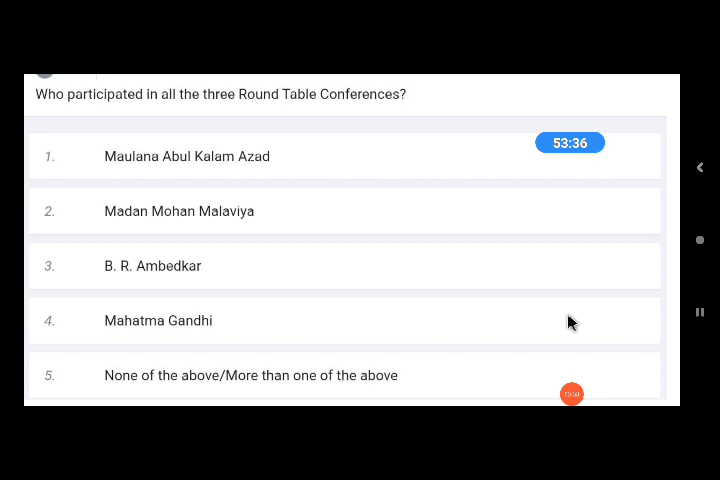 Who participated in all the three Round Table Conferences?
53:36
1. Maulana Abul Kalam Azad
2. Madan Mohan Malaviya
3. B. R. Ambedkar
4. Mahatma Gandhi
5. None of the above/More than one of the above